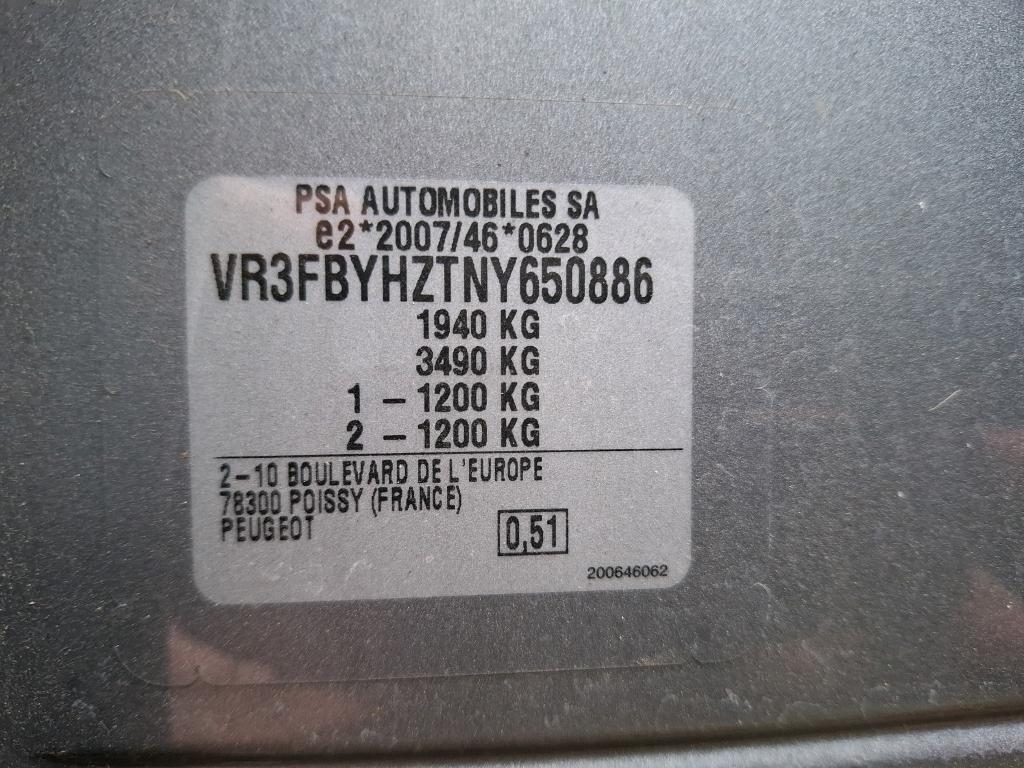 PSA AUTOMOBILES SA
e2*2007/46*0628
VR3FBYHZTNY650886
1940 KG
3490 KG
1 – 1200 KG
2 – 1200 KG
2–10 BOULEVARD DE L'EUROPE
78300 POISSY (FRANCE)
PEUGEOT
0,51
200646062